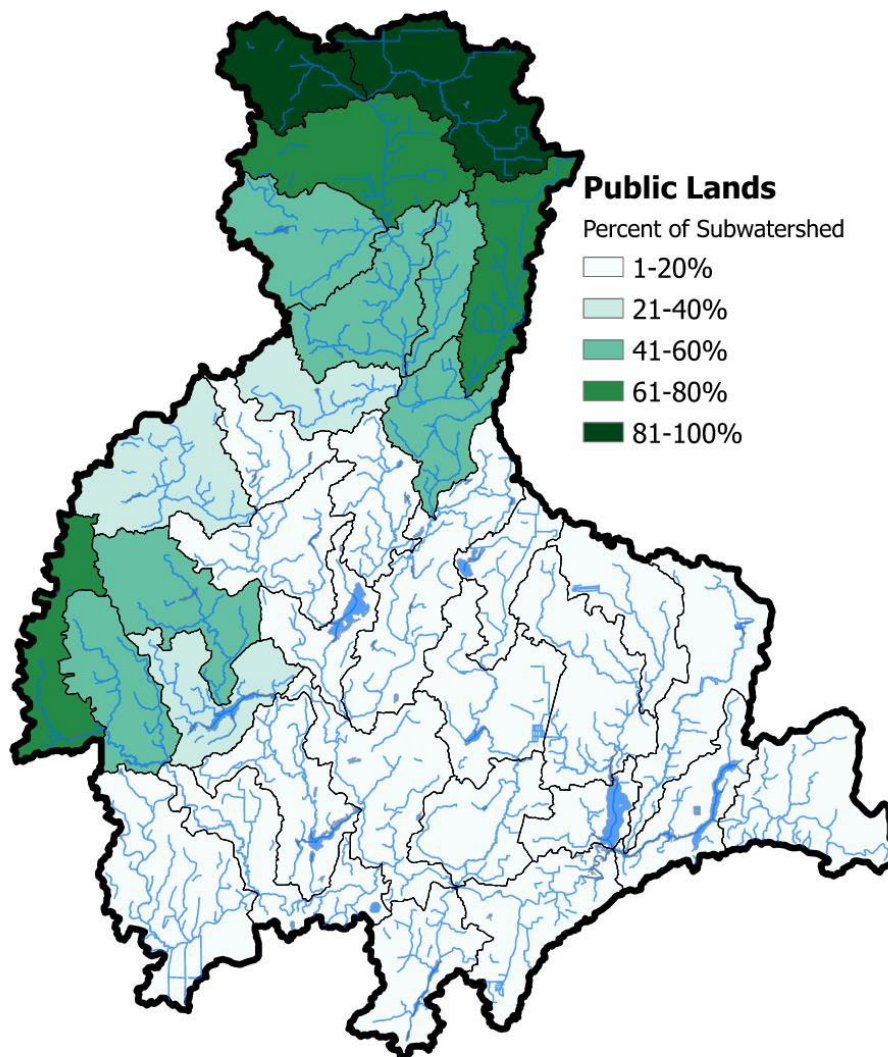 Public Lands
Percent of Subwatershed
1-20%
21-40%
41-60%
61-80%
81-100%